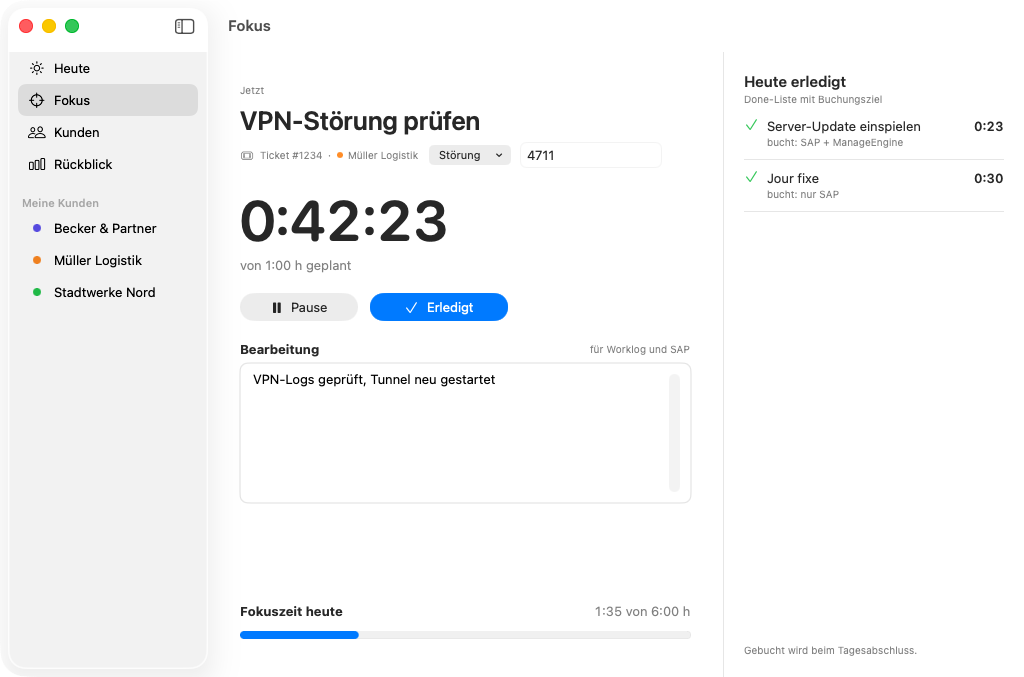 Fokus
Heute
Fokus
Kunden
Rückblick
Meine Kunden
Becker & Partner
Müller Logistik
Stadtwerke Nord
Jetzt
VPN-Störung prüfen
Ticket #1234 · Müller Logistik Störung 4711
0:42:23
von 1:00 h geplant
Pause Erledigt
Bearbeitung für Worklog und SAP
VPN-Logs geprüft, Tunnel neu gestartet
Fokuszeit heute 1:35 von 6:00 h
Heute erledigt
Done-Liste mit Buchungsziel
Server-Update einspielen 0:23
bucht: SAP + ManageEngine
Jour fixe 0:30
bucht: nur SAP
Gebucht wird beim Tagesabschluss.